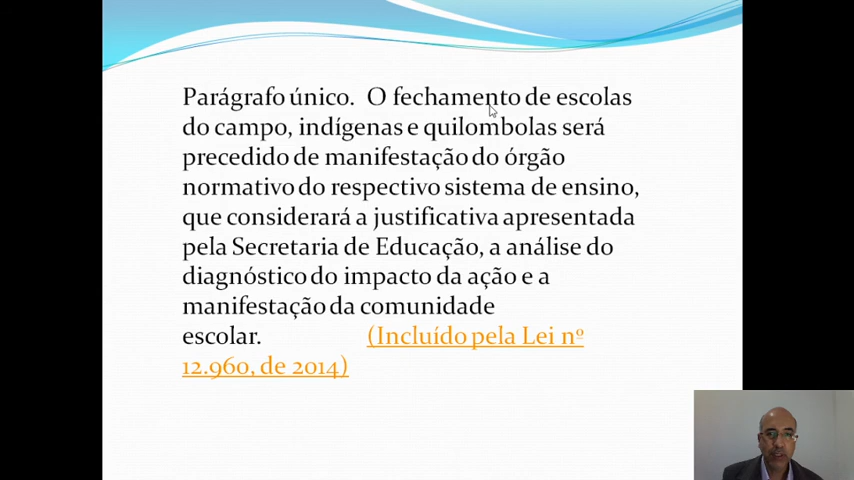 Parágrafo único. O fechamento de escolas
do campo, indígenas e quilombolas será
precedido de manifestação do órgão
normativo do respectivo sistema de ensino,
que considerará a justificativa apresentada
pela Secretaria de Educação, a análise do
diagnóstico do impacto da ação e a
manifestação da comunidade
escolar. (Incluído pela Lei nº
12.960, de 2014)